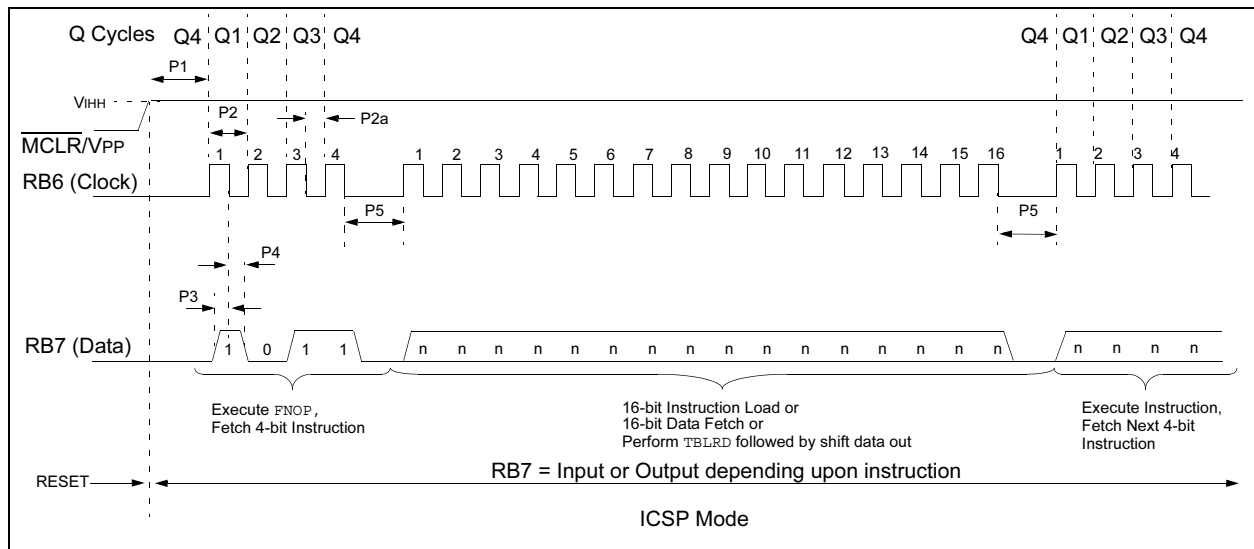 Q Cycles Q4 Q1 Q2 Q3 Q4 Q4 Q1 Q2 Q3 Q4
P1
VIHH
P2
P2a
MCLR/VPP
1 2 3 4 1 2 3 4 5 6 7 8 9 10 11 12 13 14 15 16 1 2 3 4
RB6 (Clock)
P5 P5
P4
P3
RB7 (Data) 1 0 1 1 n n n n n n n n n n n n n n n n n n n n
Execute FNOP,
Fetch 4-bit Instruction
16-bit Instruction Load or
16-bit Data Fetch or
Perform TBLRD followed by shift data out
Execute Instruction,
Fetch Next 4-bit
Instruction
RB7 = Input or Output depending upon instruction
RESET
ICSP Mode